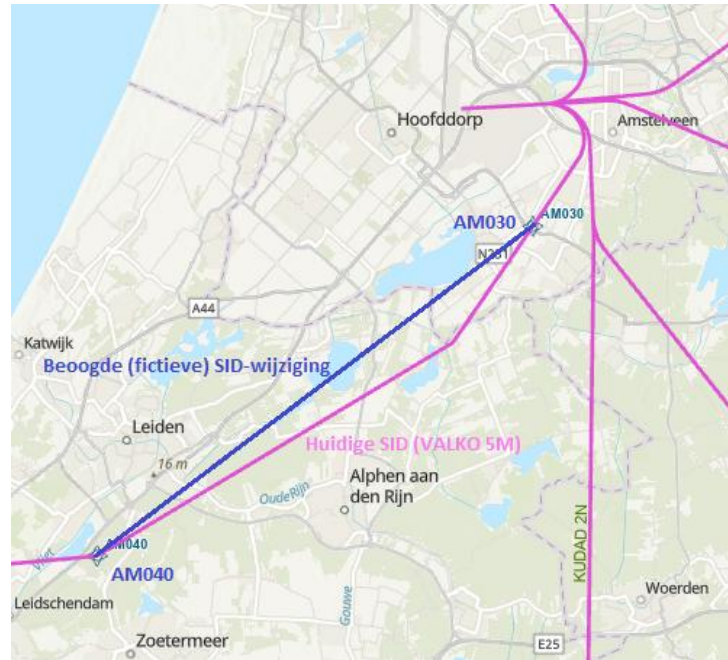 Hoofddorp
Amstelveen
AM030
AM030
N231
A44
Katwijk
Beoogde (fictieve) SID-wijziging
Leiden
Huidige SID (VALKO 5M)
16 m
Alphen aan
den Rijn
Oude Rijn
AM040
Vliet
AM040
KUDAD 2N
Woerden
Leidschendam
Gouwe
Zoetermeer
E25